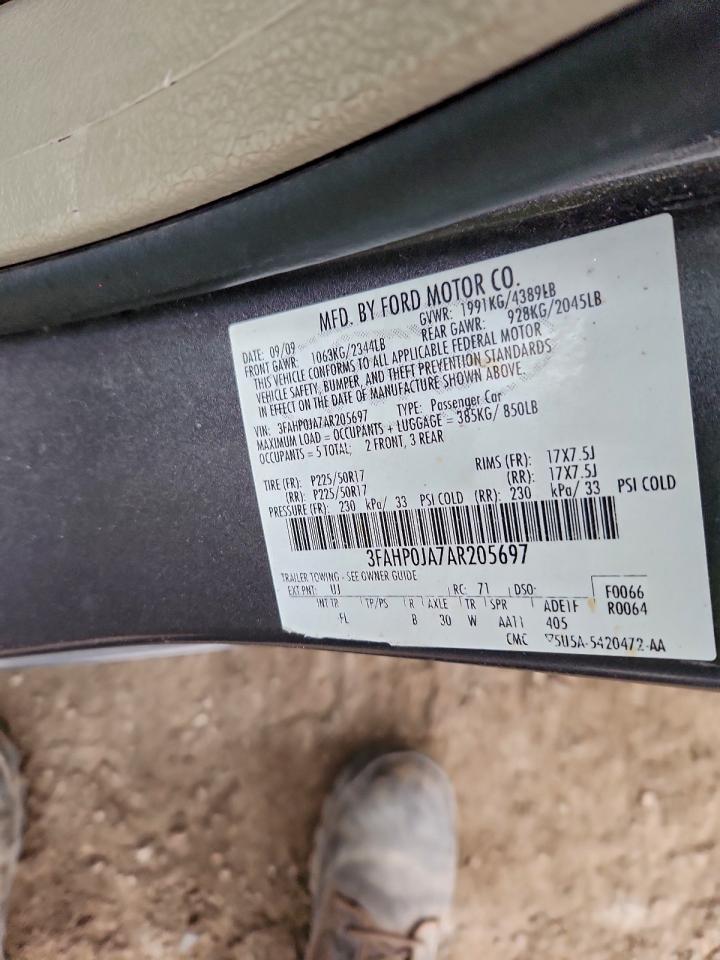 MFD. BY FORD MOTOR CO.
DATE: 09/09 GVWR: 1991KG/4389LB
FRONT GAWR: 1063KG/2344LB REAR GAWR: 928KG/2045LB
THIS VEHICLE CONFORMS TO ALL APPLICABLE FEDERAL MOTOR
VEHICLE SAFETY, BUMPER, AND THEFT PREVENTION STANDARDS
IN EFFECT ON THE DATE OF MANUFACTURE SHOWN ABOVE.
VIN: 3FAHP0JA7AR205697 TYPE: Passenger Car
MAXIMUM LOAD = OCCUPANTS + LUGGAGE = 385KG/ 850LB
OCCUPANTS = 5 TOTAL; 2 FRONT, 3 REAR
TIRE (FR): P225/50R17 RIMS (FR): 17X7.5J
(RR): P225/50R17 (RR): 17X7.5J
PRESSURE (FR): 230 kPa/ 33 PSI COLD (RR): 230 kPa/ 33 PSI COLD
3FAHP0JA7AR205697
TRAILER TOWING - SEE OWNER GUIDE
EXT PNT: UJ RC: 71 DSO: F0066
INT TR TP/PS R AXLE TR SPR ADEIF R0064
FL B 30 W AA11 405
CMC 5U5A-5420472-AA